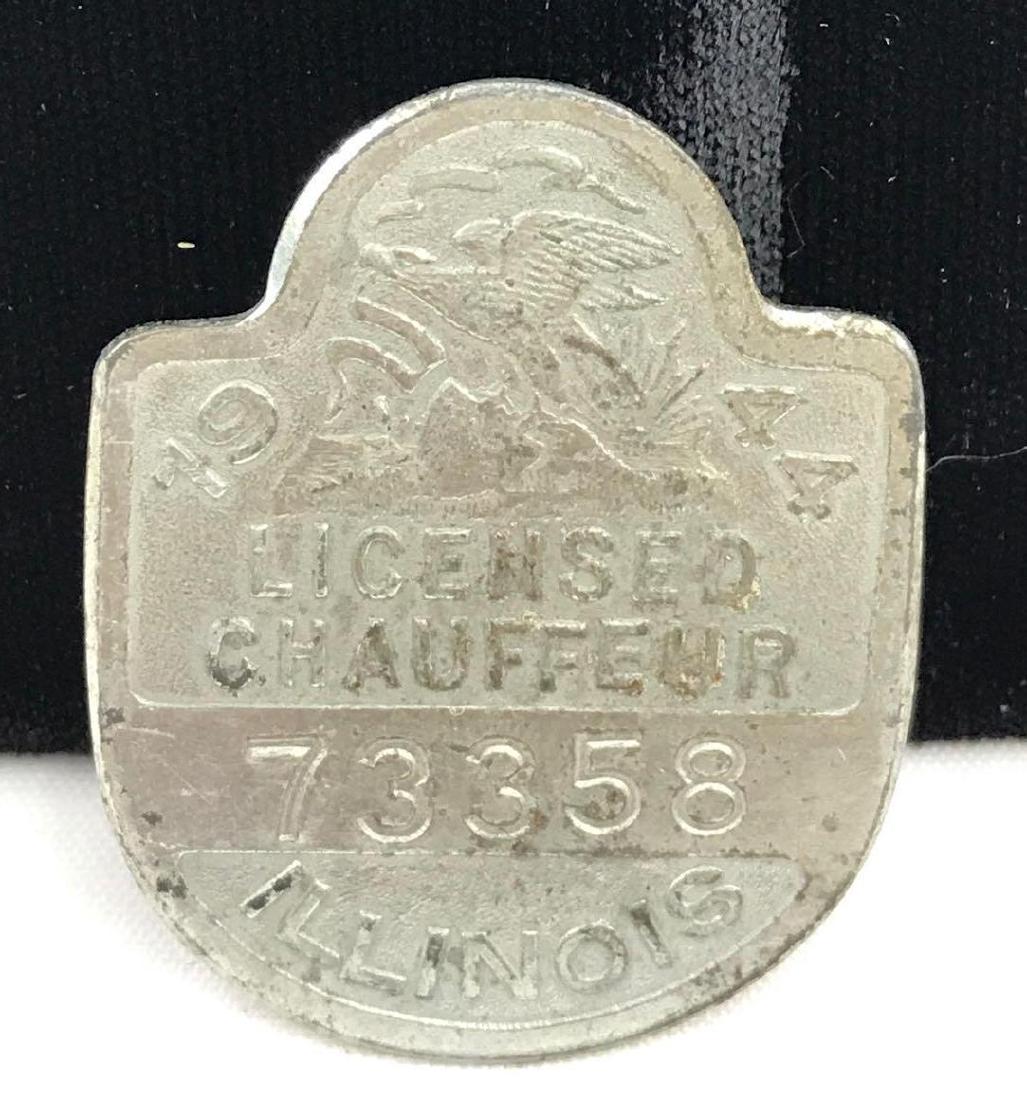 1944
LICENSED
CHAUFFEUR
73358
ILLINOIS